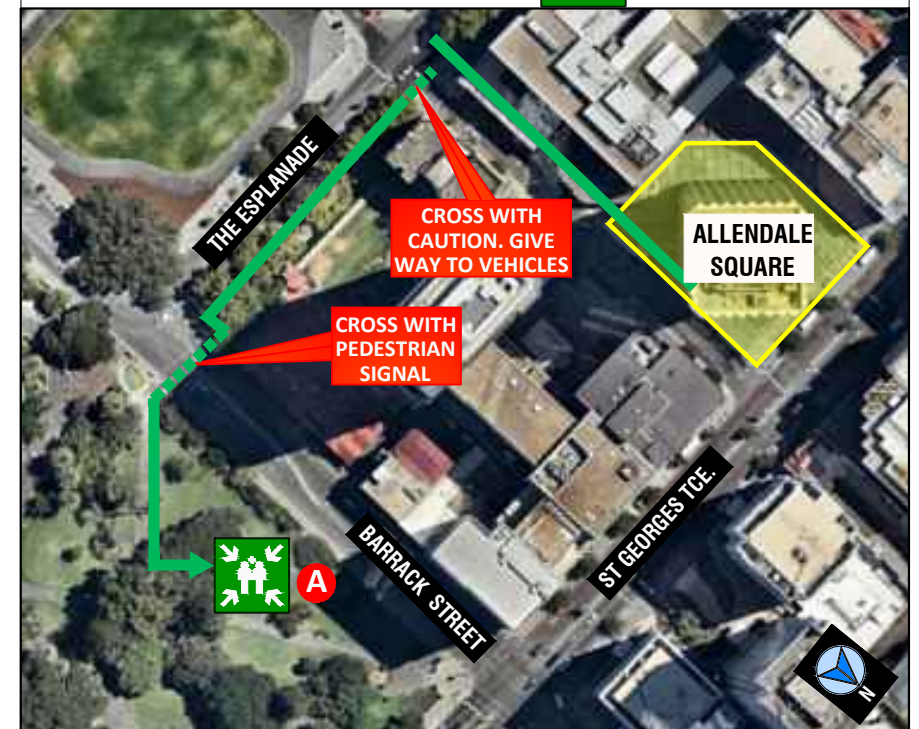 THE ESPLANADE
CROSS WITH
CAUTION. GIVE
WAY TO VEHICLES
ALLENDALE
SQUARE
CROSS WITH
PEDESTRIAN
SIGNAL
ST GEORGES TCE.
BARRACK STREET
A
N